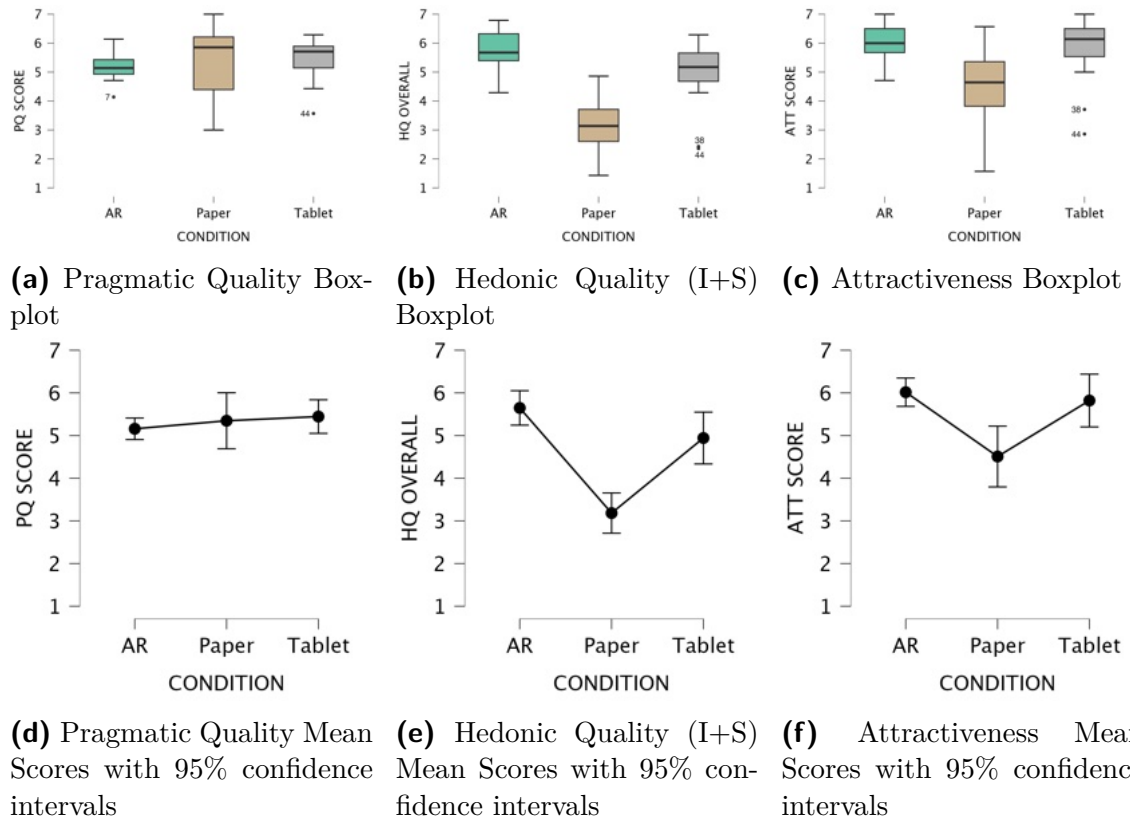 7
6
5
4
3
2
1
PQ SCORE
7
44
AR Paper Tablet
CONDITION
7
6
5
4
3
2
1
HQ OVERALL
38
44
AR Paper Tablet
CONDITION
7
6
5
4
3
2
1
ATT SCORE
38
44
AR Paper Tablet
CONDITION
(a) Pragmatic Quality Box-
plot
(b) Hedonic Quality (I+S)
Boxplot
(c) Attractiveness Boxplot
7
6
5
4
3
2
1
PQ SCORE
AR Paper Tablet
CONDITION
7
6
5
4
3
2
1
HQ OVERALL
AR Paper Tablet
CONDITION
7
6
5
4
3
2
1
ATT SCORE
AR Paper Tablet
CONDITION
(d) Pragmatic Quality Mean
Scores with 95% confidence
intervals
(e) Hedonic Quality (I+S)
Mean Scores with 95% con-
fidence intervals
(f) Attractiveness Mean
Scores with 95% confidenc
intervals